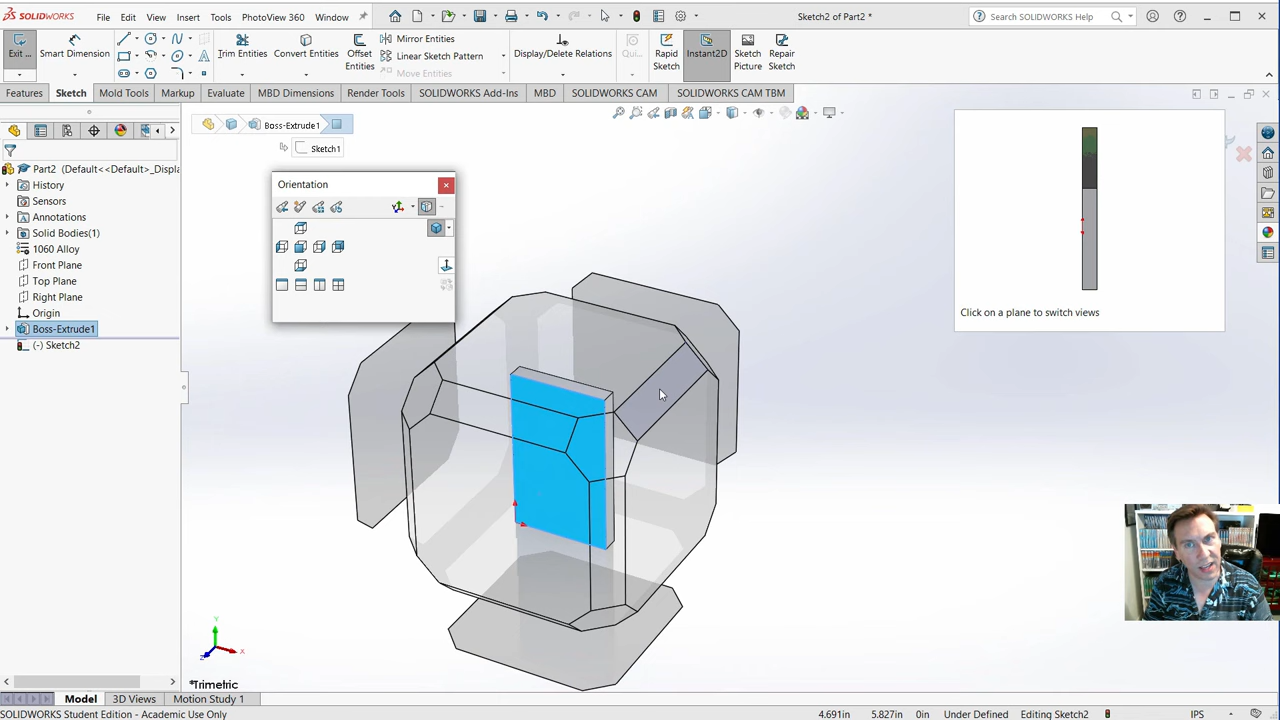 SOLIDWORKS File Edit View Insert Tools PhotoView 360 Window Sketch2 of Part2 * Search SOLIDWORKS Help
Exit ... Smart Dimension Trim Entities Convert Entities Offset Entities Mirror Entities Linear Sketch Pattern Move Entities Display/Delete Relations Qui... Rapid Sketch Instant2D Sketch Picture Repair Sketch
Features Sketch Mold Tools Markup Evaluate MBD Dimensions Render Tools SOLIDWORKS Add-Ins MBD SOLIDWORKS CAM SOLIDWORKS CAM TBM
Boss-Extrude1
Sketch1
Part2 (Default<<Default>_Displa
History
Sensors
Annotations
Solid Bodies(1)
1060 Alloy
Front Plane
Top Plane
Right Plane
Origin
Boss-Extrude1
(-) Sketch2
Orientation
Click on a plane to switch views
Y
X
Z
*Trimetric
Model 3D Views Motion Study 1
SOLIDWORKS Student Edition - Academic Use Only 4.691in 5.827in 0in Under Defined Editing Sketch2 IPS